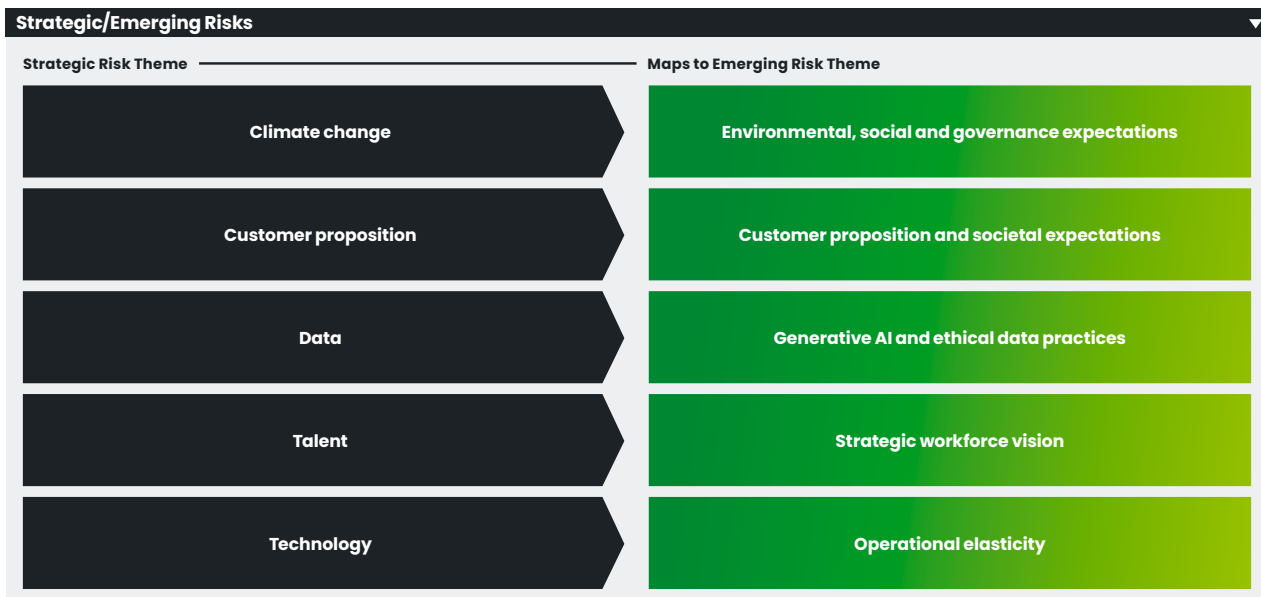 Strategic/Emerging Risks
Strategic Risk Theme
Maps to Emerging Risk Theme
Climate change
Environmental, social and governance expectations
Customer proposition
Customer proposition and societal expectations
Data
Generative AI and ethical data practices
Talent
Strategic workforce vision
Technology
Operational elasticity